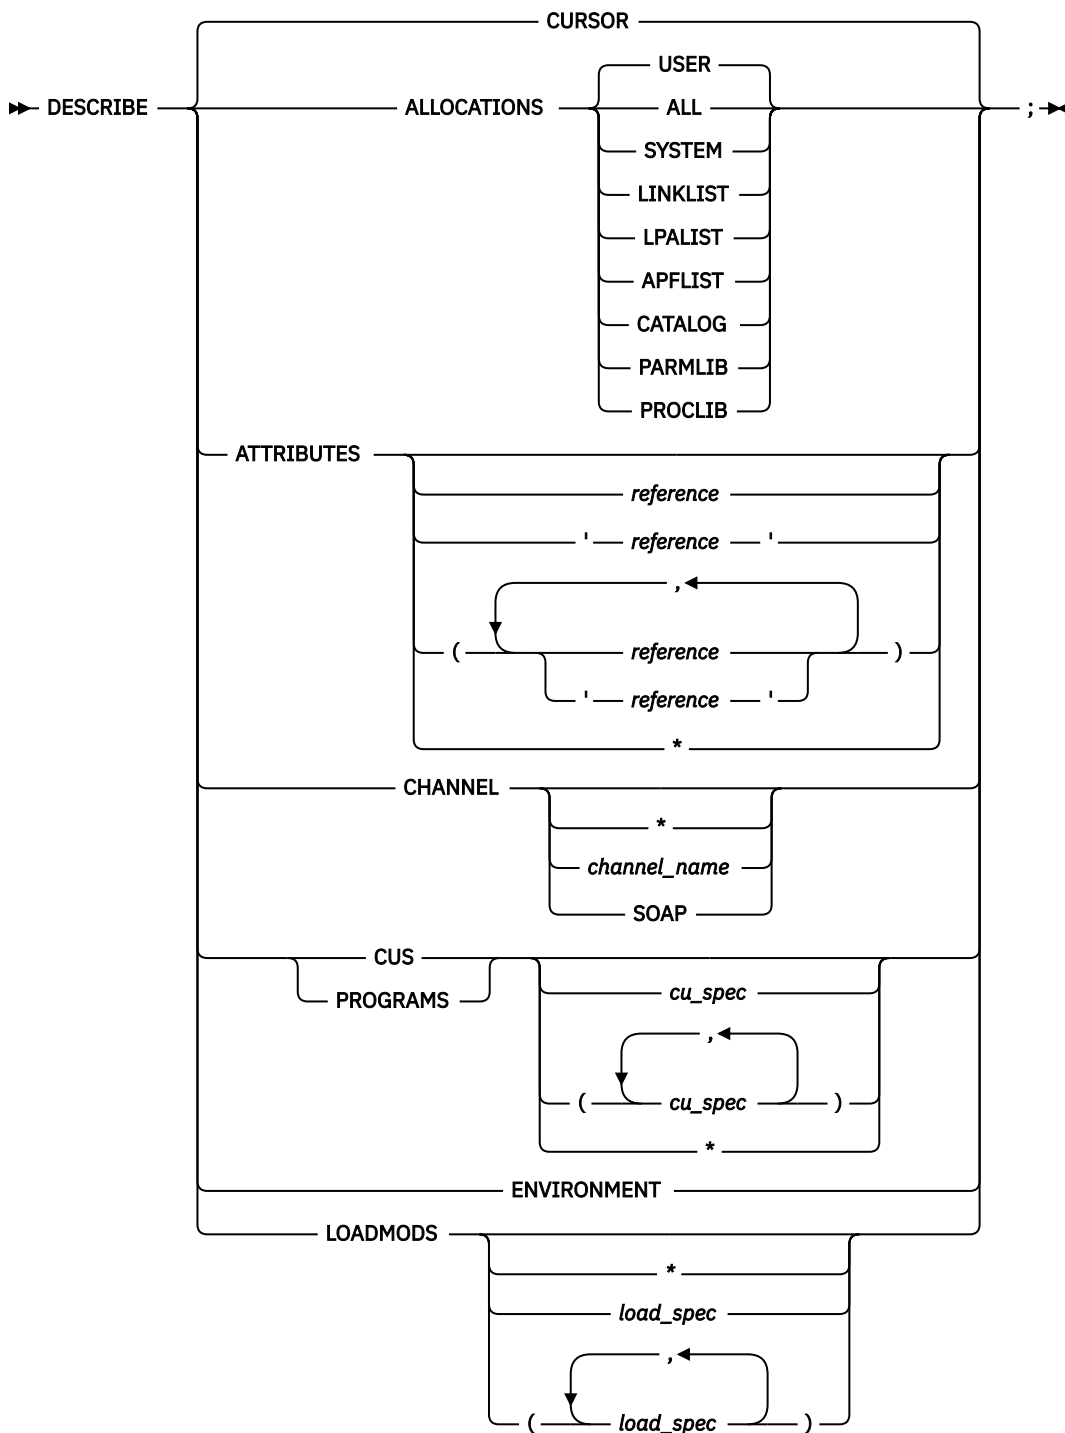 CURSOR
USER
DESCRIBE ALLOCATIONS ALL ;
SYSTEM
LINKLIST
LPALIST
APFLIST
CATALOG
PARMLIB
PROCLIB
ATTRIBUTES
reference
' reference '
,
( reference )
' reference '
*
CHANNEL
*
channel_name
SOAP
CUS
PROGRAMS
cu_spec
,
( cu_spec )
*
ENVIRONMENT
LOADMODS
*
load_spec
,
( load_spec )